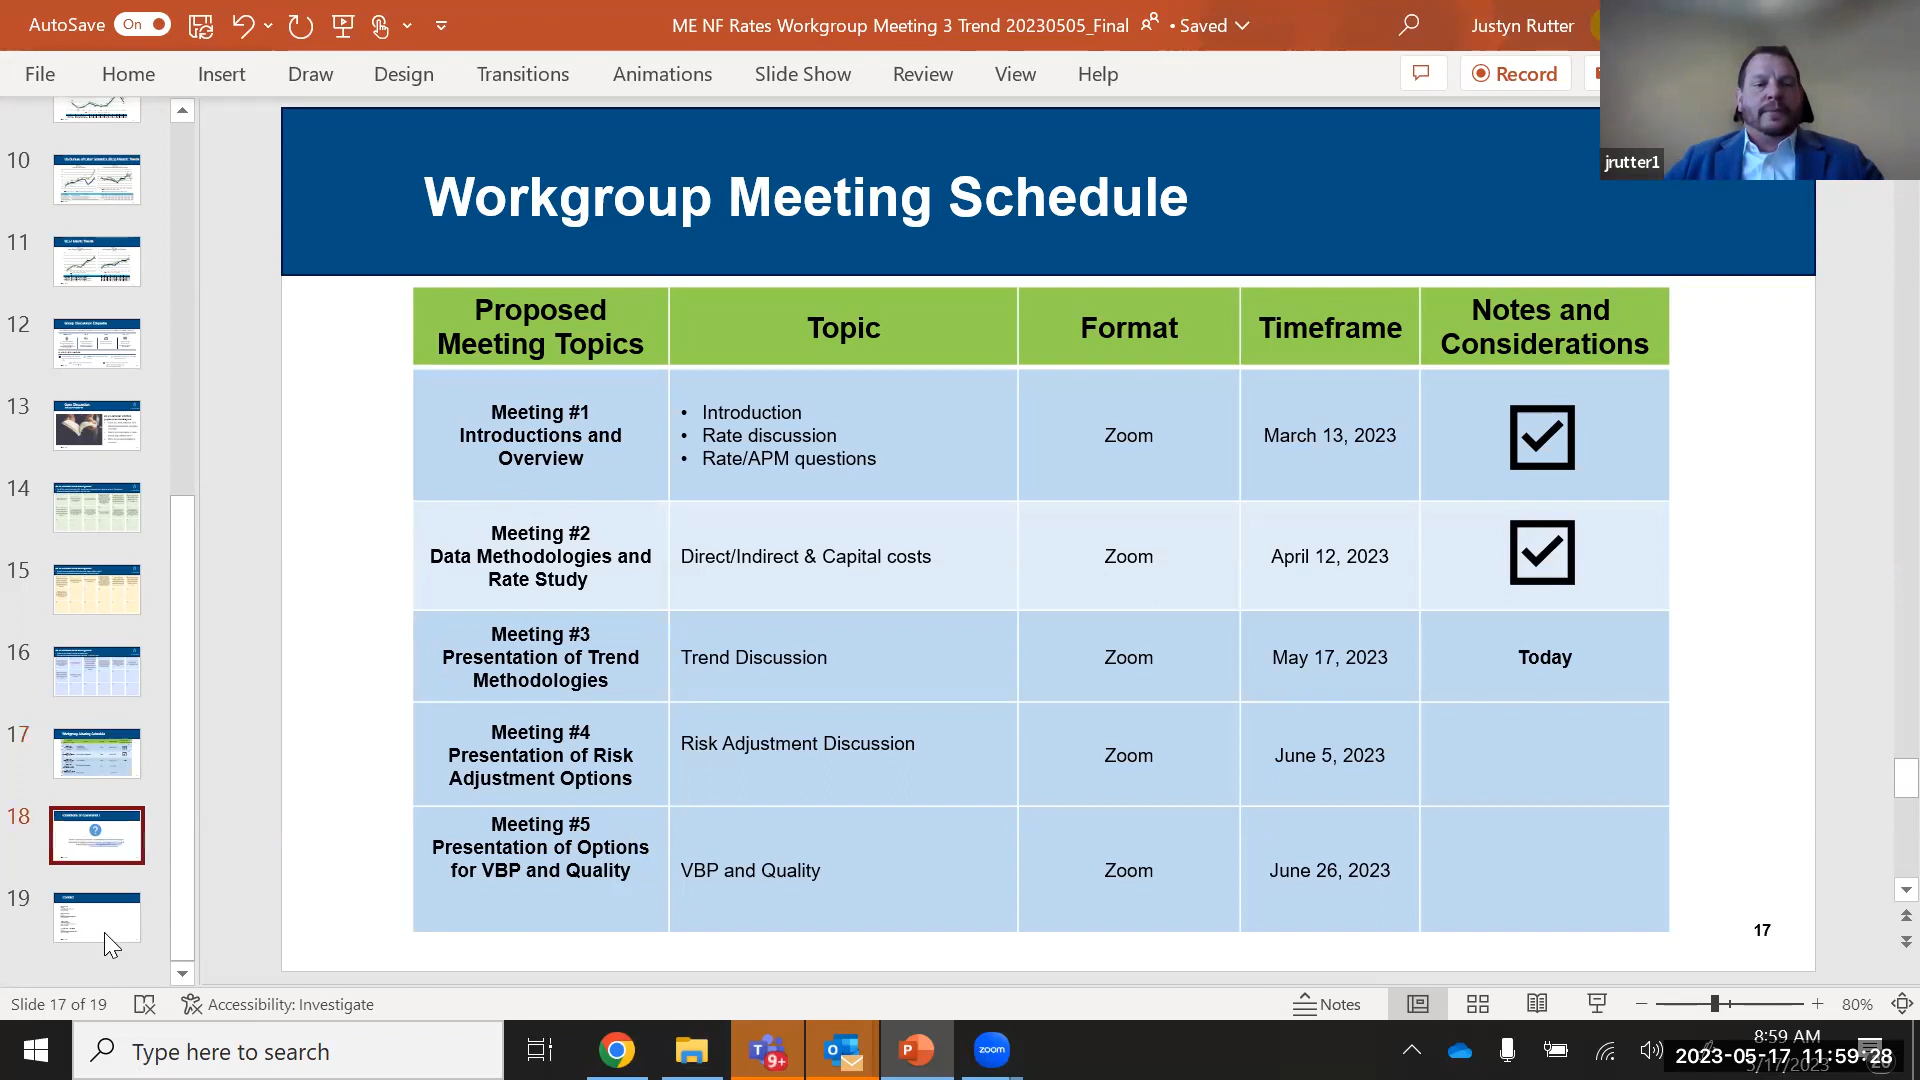 AutoSave On
ME NF Rates Workgroup Meeting 3 Trend 20230505_Final • Saved
Justyn Rutter
File Home Insert Draw Design Transitions Animations Slide Show Review View Help
Record
jrutter1
Workgroup Meeting Schedule
Proposed Meeting Topics
Topic
Format
Timeframe
Notes and Considerations
Meeting #1
Introductions and
Overview
• Introduction
• Rate discussion
• Rate/APM questions
Zoom
March 13, 2023
Meeting #2
Data Methodologies and
Rate Study
Direct/Indirect & Capital costs
Zoom
April 12, 2023
Meeting #3
Presentation of Trend
Methodologies
Trend Discussion
Zoom
May 17, 2023
Today
Meeting #4
Presentation of Risk
Adjustment Options
Risk Adjustment Discussion
Zoom
June 5, 2023
Meeting #5
Presentation of Options
for VBP and Quality
VBP and Quality
Zoom
June 26, 2023
17
10
11
12
13
14
15
16
17
18
19
Slide 17 of 19
Accessibility: Investigate
Notes
80%
Type here to search
9+
zoom
8:59 AM
5/17/2023
2023-05-17 11:59:28